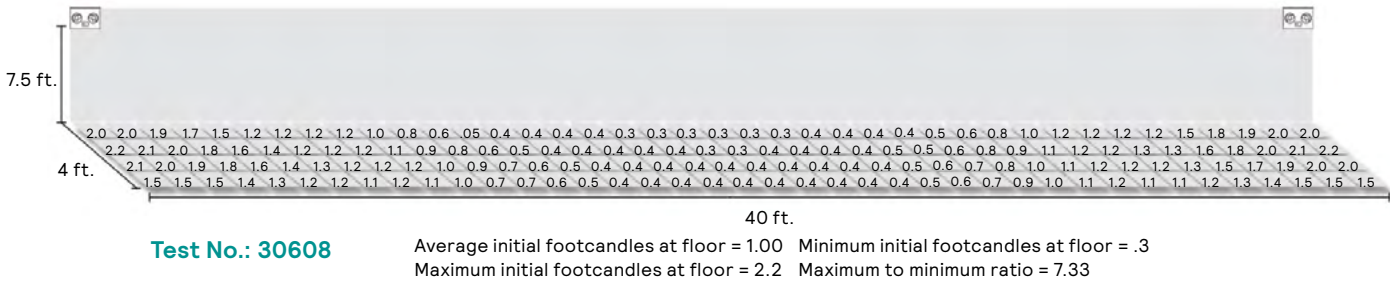 7.5 ft.
2.0 2.0 1.9 1.7 1.5 1.2 1.2 1.2 1.2 1.0 0.8 0.6 .05 0.4 0.4 0.4 0.4 0.3 0.3 0.3 0.3 0.3 0.3 0.4 0.4 0.4 0.4 0.5 0.6 0.8 1.0 1.2 1.2 1.2 1.2 1.5 1.8 1.9 2.0 2.0
2.2 2.1 2.0 1.9 1.8 1.6 1.4 1.2 1.2 1.2 1.1 0.9 0.8 0.6 0.5 0.4 0.4 0.4 0.4 0.3 0.3 0.3 0.4 0.4 0.4 0.4 0.5 0.5 0.6 0.8 0.9 1.1 1.2 1.2 1.3 1.3 1.6 1.8 2.0 2.1 2.2
4 ft.
2.1 2.0 1.9 1.8 1.6 1.4 1.3 1.2 1.2 1.2 1.0 0.9 0.7 0.6 0.5 0.4 0.4 0.4 0.4 0.4 0.4 0.4 0.4 0.4 0.4 0.5 0.6 0.7 0.8 1.0 1.1 1.2 1.2 1.3 1.3 1.5 1.7 1.9 2.0 2.0
1.5 1.5 1.5 1.4 1.3 1.2 1.2 1.1 1.2 1.1 1.0 0.7 0.7 0.6 0.5 0.4 0.4 0.4 0.4 0.4 0.4 0.4 0.4 0.4 0.4 0.5 0.6 0.7 0.9 1.0 1.1 1.2 1.1 1.1 1.2 1.3 1.4 1.5 1.5 1.5
40 ft.
Test No.: 30608
Average initial footcandles at floor = 1.00 Minimum initial footcandles at floor = .3
Maximum initial footcandles at floor = 2.2 Maximum to minimum ratio = 7.33